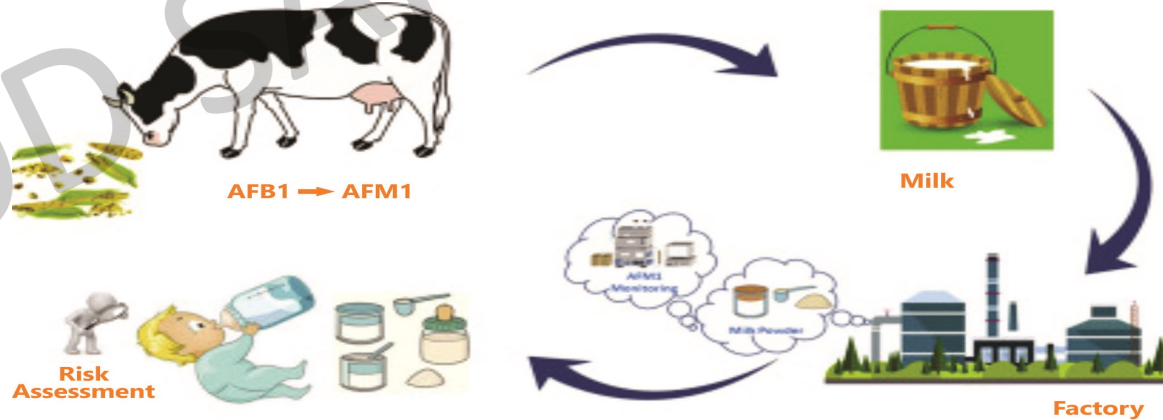 AFB1 → AFM1
Milk
AFM1
Monitoring
Milk Powder
Risk
Assessment
Factory